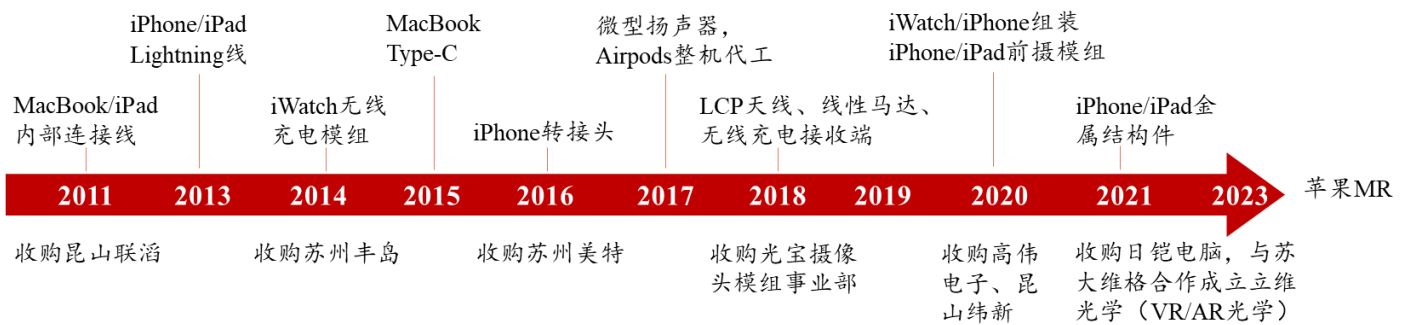 MacBook/iPad
内部连接线
iPhone/iPad
Lightning线
iWatch无线
充电模组
MacBook
Type-C
iPhone转接头
微型扬声器，
Airpods整机代工
LCP天线、线性马达、
无线充电接收端
iWatch/iPhone组装
iPhone/iPad前摄模组
iPhone/iPad金
属结构件
2011 2013 2014 2015 2016 2017 2018 2019 2020 2021 2023
苹果MR
收购昆山联滔
收购苏州丰岛
收购苏州美特
收购光宝摄像
头模组事业部
收购高伟
电子、昆
山纬新
收购日铠电脑，与苏
大维格合作成立立维
光学（VR/AR光学）